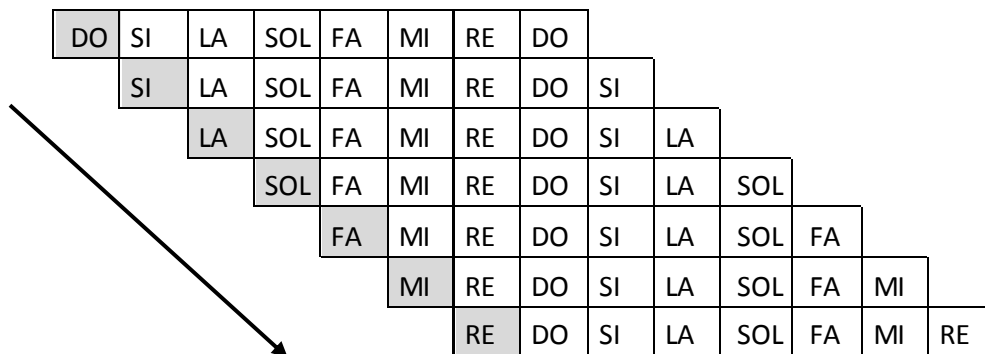 DO SI LA SOL FA MI RE DO
SI LA SOL FA MI RE DO SI
LA SOL FA MI RE DO SI LA
SOL FA MI RE DO SI LA SOL
FA MI RE DO SI LA SOL FA
MI RE DO SI LA SOL FA MI
RE DO SI LA SOL FA MI RE